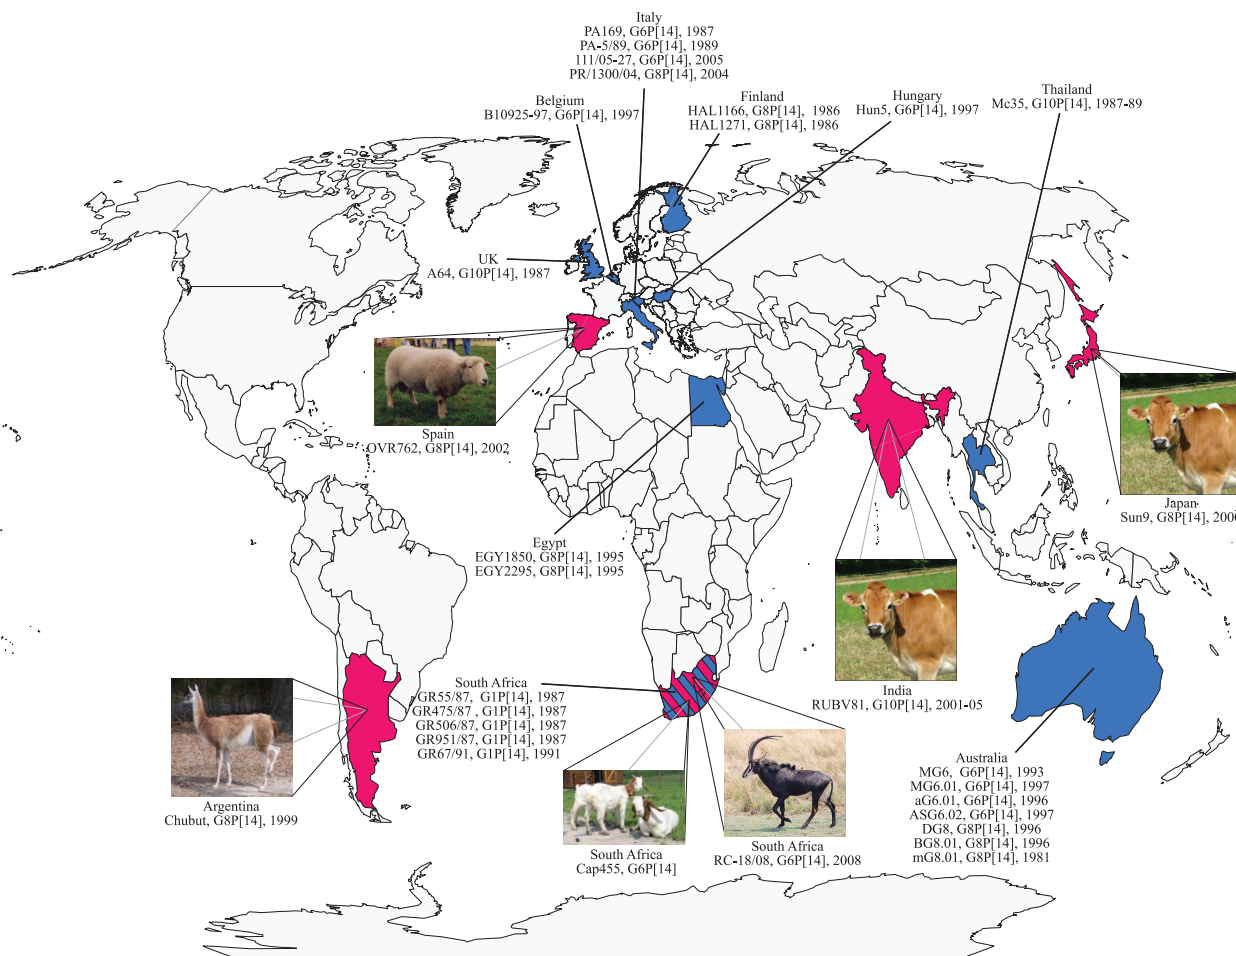 Italy
PA169, G6P[14], 1987
PA-5/89, G6P[14], 1989
111/05-27, G6P[14], 2005
PR/1300/04, G8P[14], 2004
Belgium
B10925-97, G6P[14], 1997
Finland
HAL1166, G8P[14], 1986
HAL1271, G8P[14], 1986
Hungary
Hun5, G6P[14], 1997
Thailand
Mc35, G10P[14], 1987-89
UK
A64, G10P[14], 1987
Spain
OVR762, G8P[14], 2002
Japan
Sun9, G8P[14],
Egypt
EGY1850, G8P[14], 1995
EGY2295, G8P[14], 1995
India
RUBV81, G10P[14], 2001-05
South Africa
GR55/87, G1P[14], 1987
GR475/87, G1P[14], 1987
GR506/87, G1P[14], 1987
GR951/87, G1P[14], 1987
GR67/91, G1P[14], 1991
Argentina
Chubut, G8P[14], 1999
South Africa
Cap455, G6P[14]
South Africa
RC-18/08, G6P[14], 2008
Australia
MG6, G6P[14], 1993
MG6.01, G6P[14], 1997
aG6.01, G6P[14], 1996
ASG6.02, G6P[14], 1997
DG8, G8P[14], 1996
BG8.01, G8P[14], 1996
mG8.01, G8P[14], 1981